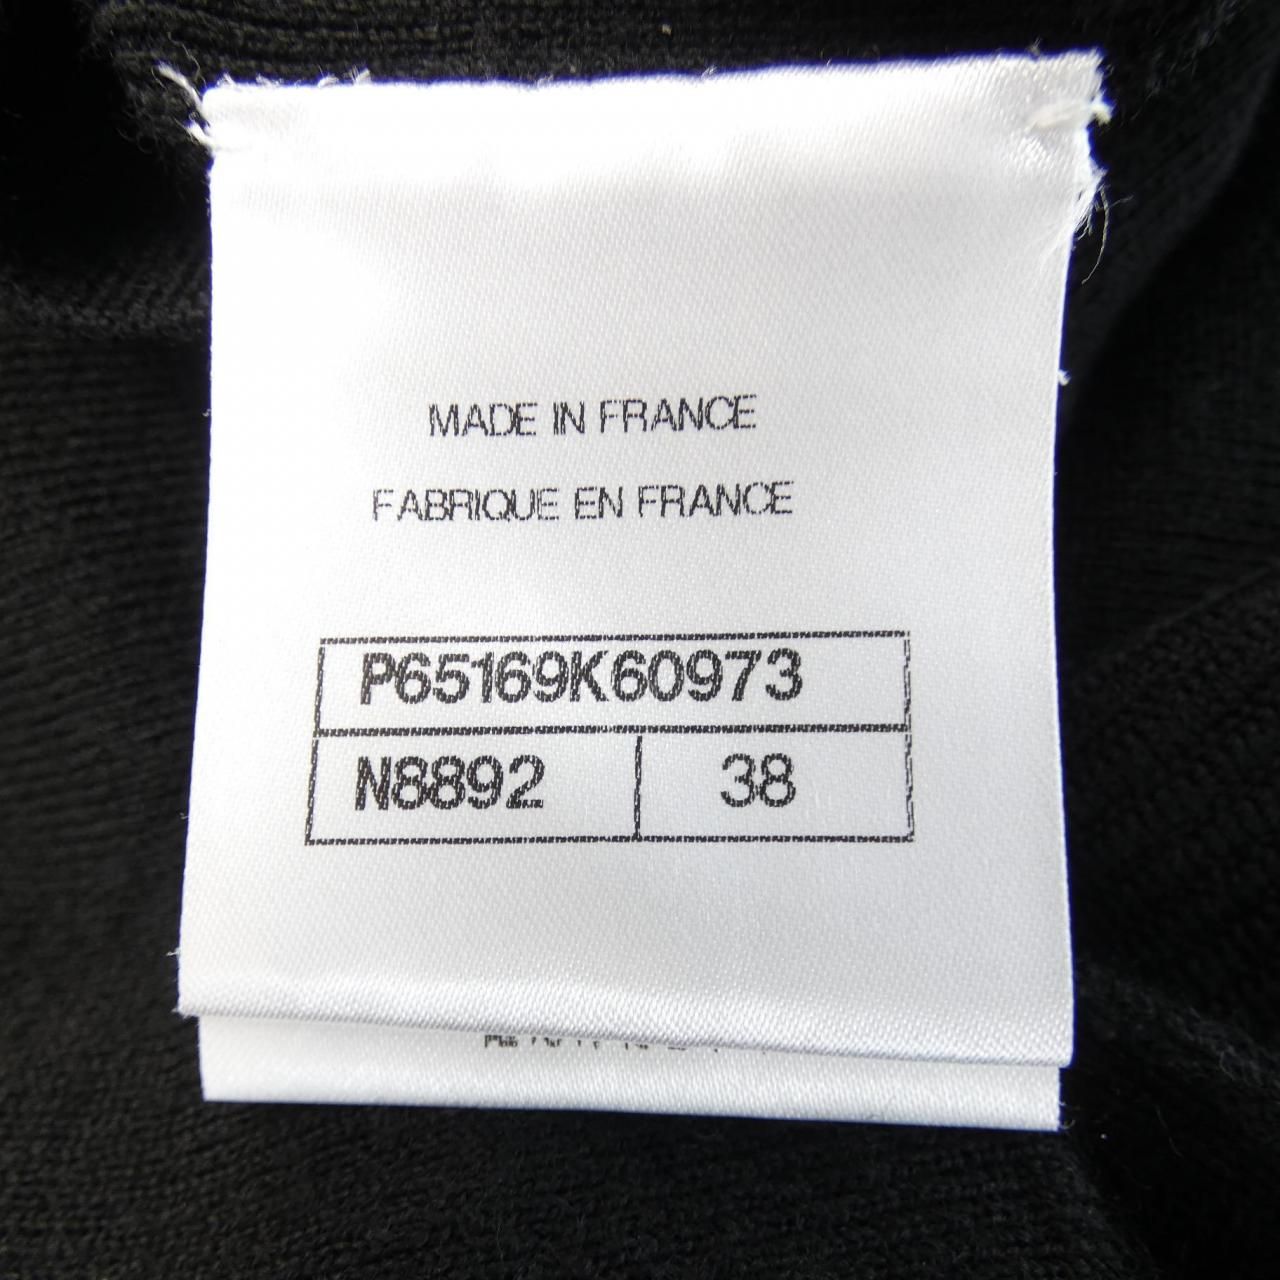 MADE IN FRANCE
FABRIQUE EN FRANCE
P65169K60973
N8892 38